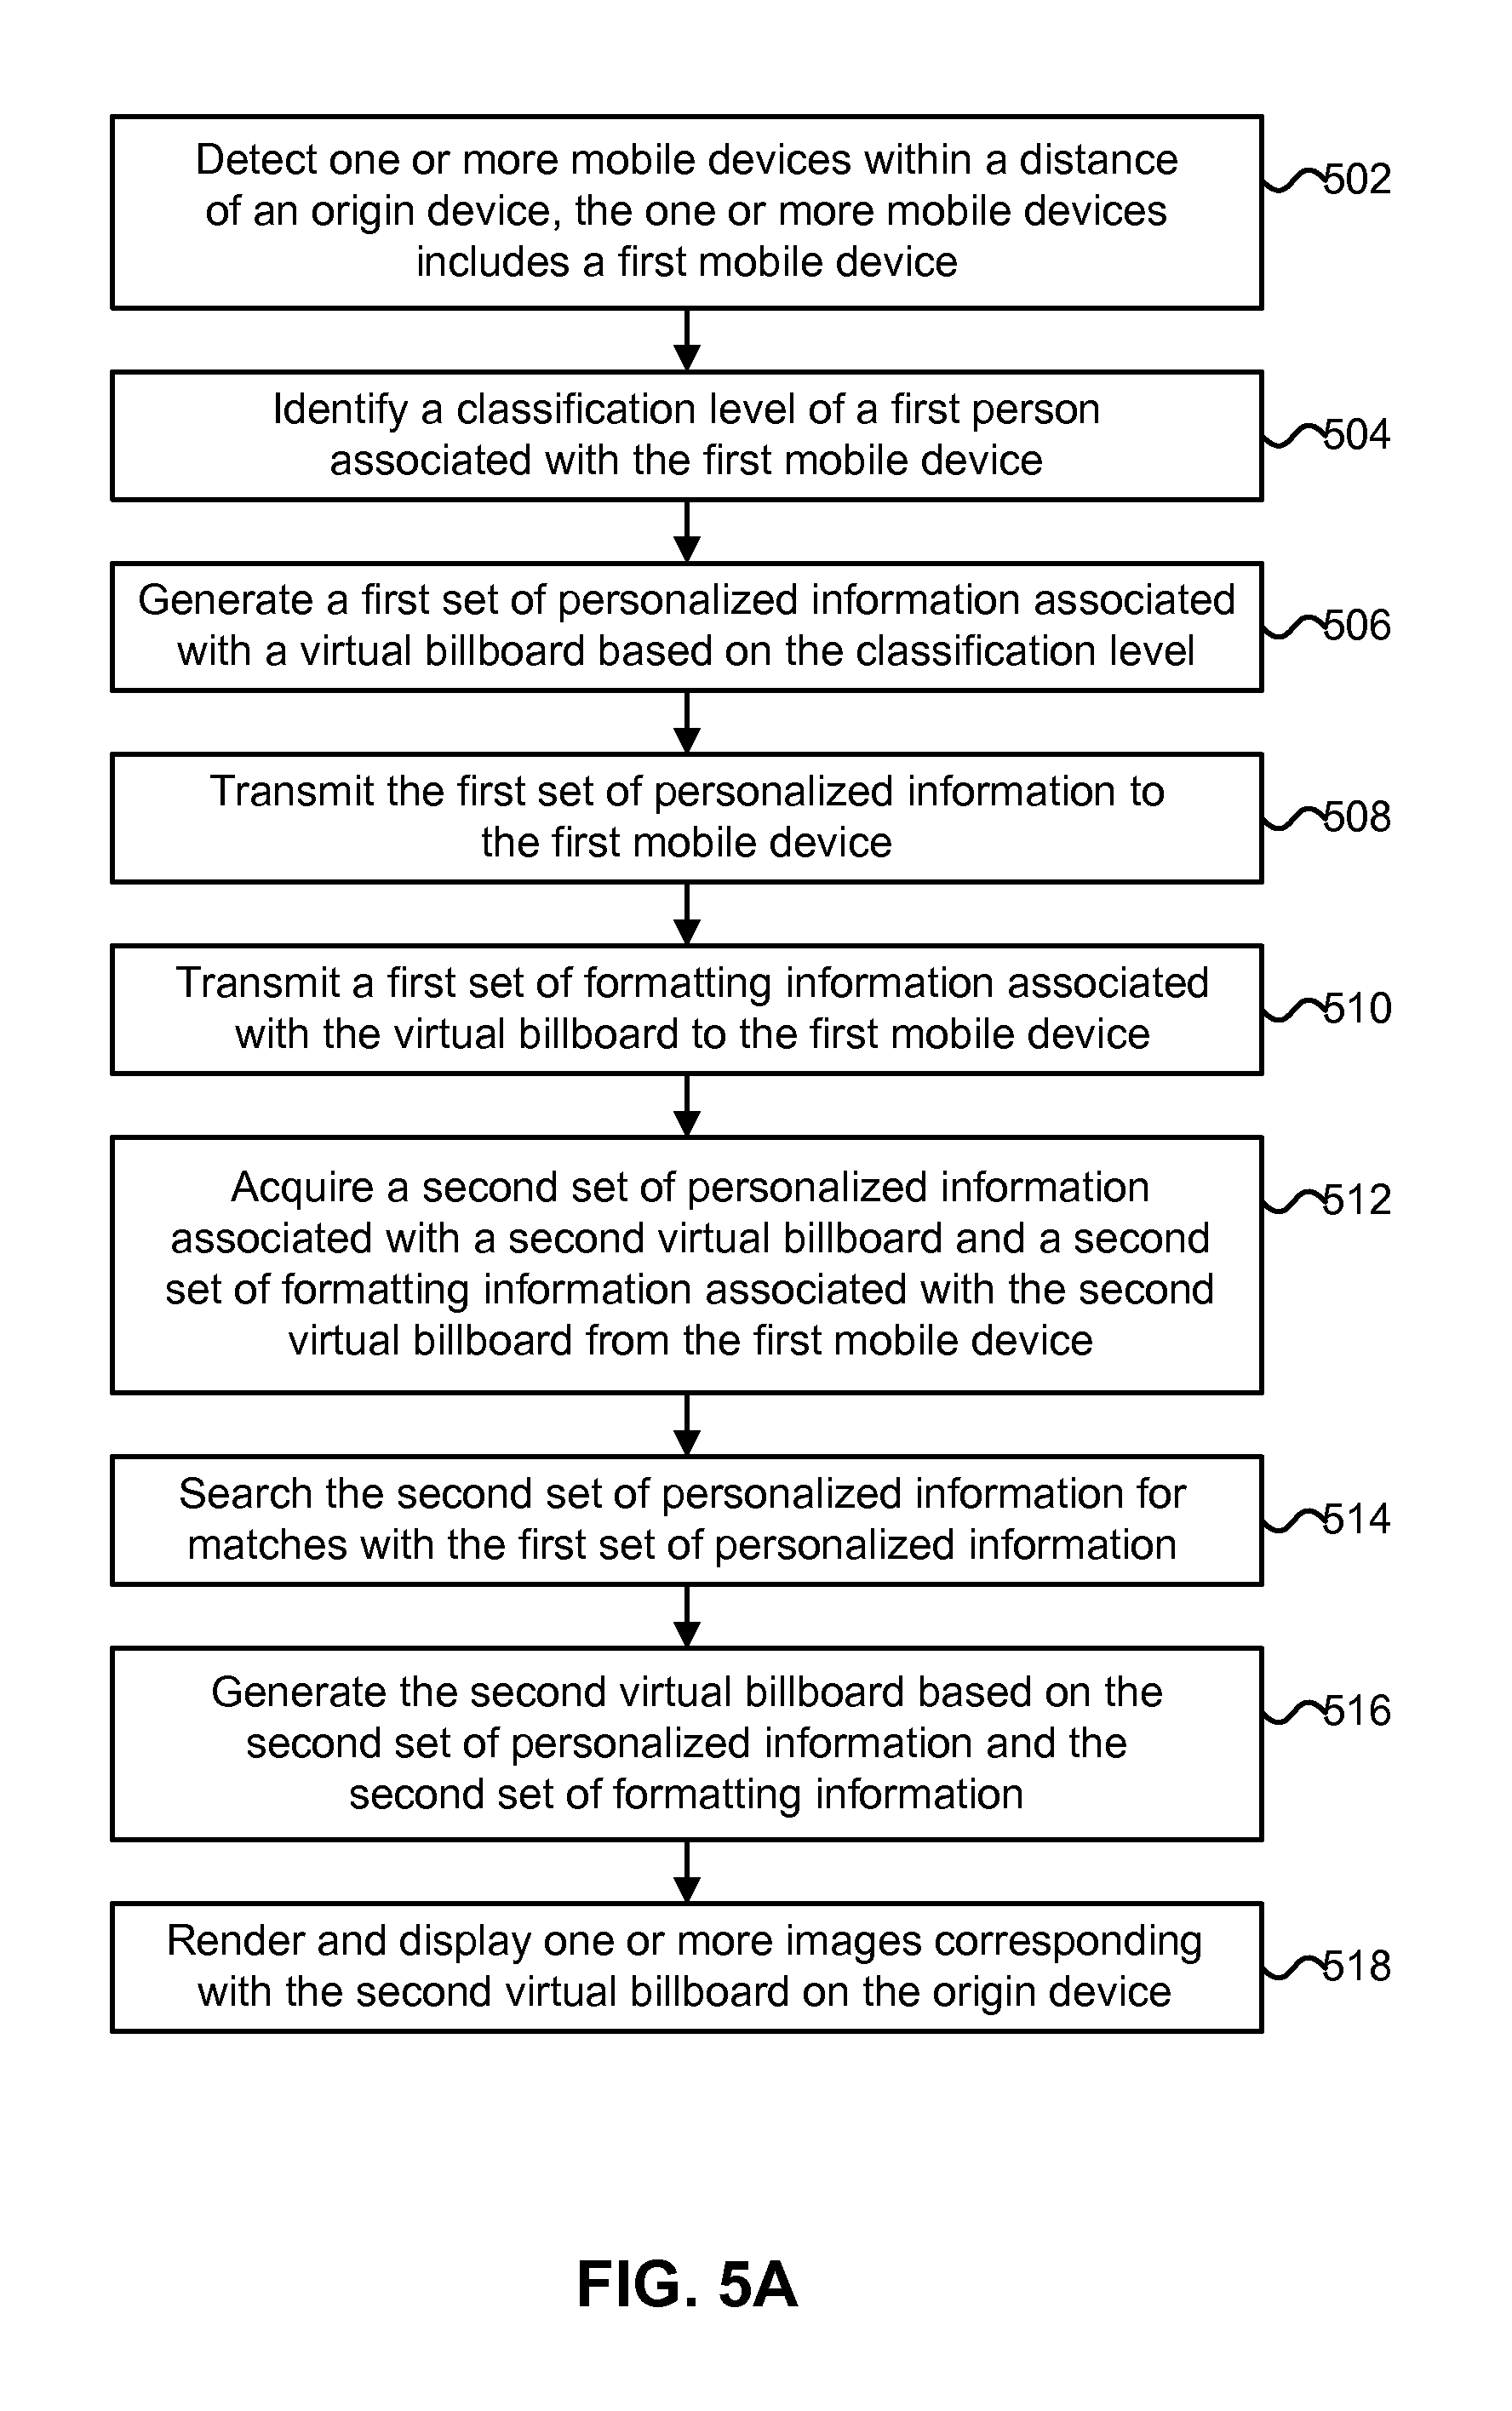 Detect one or more mobile devices within a distance
of an origin device, the one or more mobile devices
includes a first mobile device
502
Identify a classification level of a first person
associated with the first mobile device
504
Generate a first set of personalized information associated
with a virtual billboard based on the classification level
506
Transmit the first set of personalized information to
the first mobile device
508
Transmit a first set of formatting information associated
with the virtual billboard to the first mobile device
510
Acquire a second set of personalized information
associated with a second virtual billboard and a second
set of formatting information associated with the second
virtual billboard from the first mobile device
512
Search the second set of personalized information for
matches with the first set of personalized information
514
Generate the second virtual billboard based on the
second set of personalized information and the
second set of formatting information
516
Render and display one or more images corresponding
with the second virtual billboard on the origin device
518
FIG. 5A